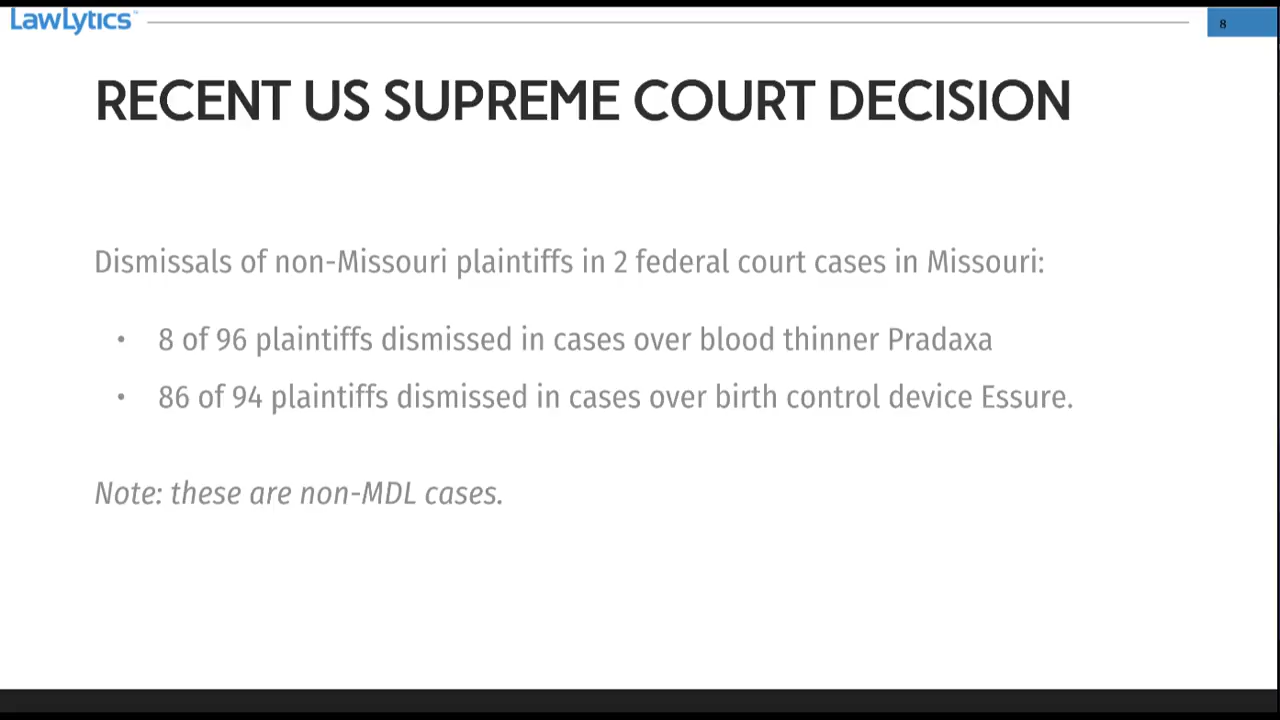 LawLytics™
8
RECENT US SUPREME COURT DECISION
Dismissals of non-Missouri plaintiffs in 2 federal court cases in Missouri:
• 8 of 96 plaintiffs dismissed in cases over blood thinner Pradaxa
• 86 of 94 plaintiffs dismissed in cases over birth control device Essure.
Note: these are non-MDL cases.